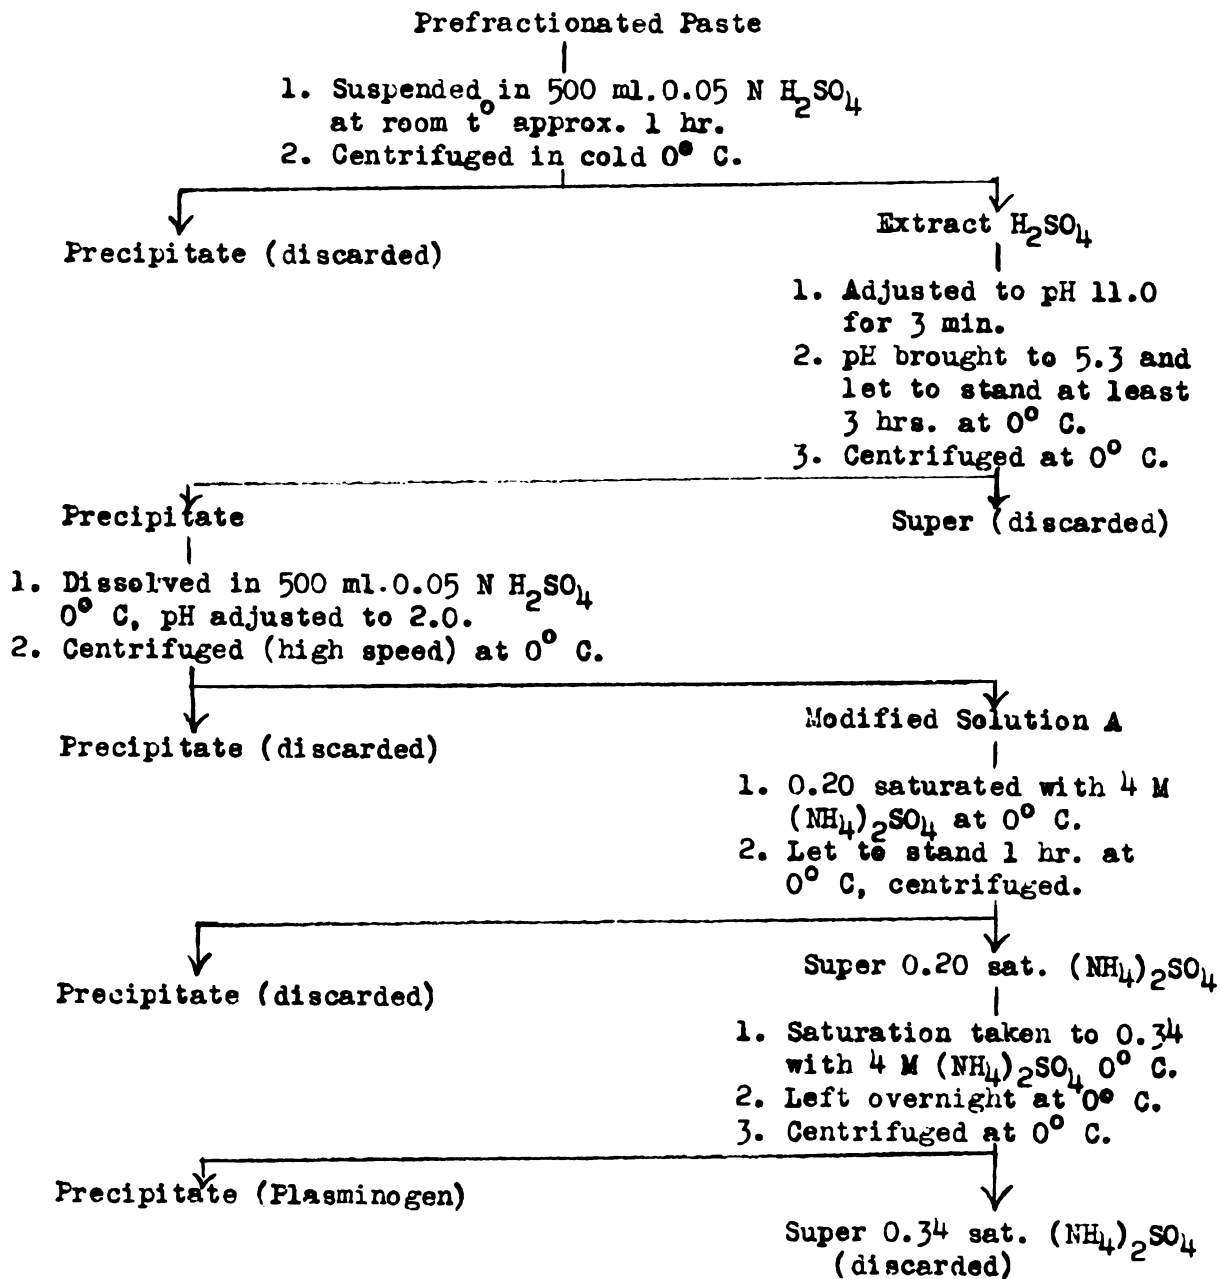 Prefractionated Paste
1. Suspended in 500 ml.0.05 N H₂SO₄
at room t° approx. 1 hr.
2. Centrifuged in cold 0° C.
Precipitate (discarded)
Extract H₂SO₄
1. Adjusted to pH 11.0
for 3 min.
2. pH brought to 5.3 and
let to stand at least
3 hrs. at 0° C.
3. Centrifuged at 0° C.
Precipitate
Super (discarded)
1. Dissolved in 500 ml.0.05 N H₂SO₄
0° C, pH adjusted to 2.0.
2. Centrifuged (high speed) at 0° C.
Precipitate (discarded)
Modified Solution A
1. 0.20 saturated with 4 M
(NH₄)₂SO₄ at 0° C.
2. Let to stand 1 hr. at
0° C, centrifuged.
Precipitate (discarded)
Super 0.20 sat. (NH₄)₂SO₄
1. Saturation taken to 0.34
with 4 M (NH₄)₂SO₄ 0° C.
2. Left overnight at 0° C.
3. Centrifuged at 0° C.
Precipitate (Plasminogen)
Super 0.34 sat. (NH₄)₂SO₄
(discarded)